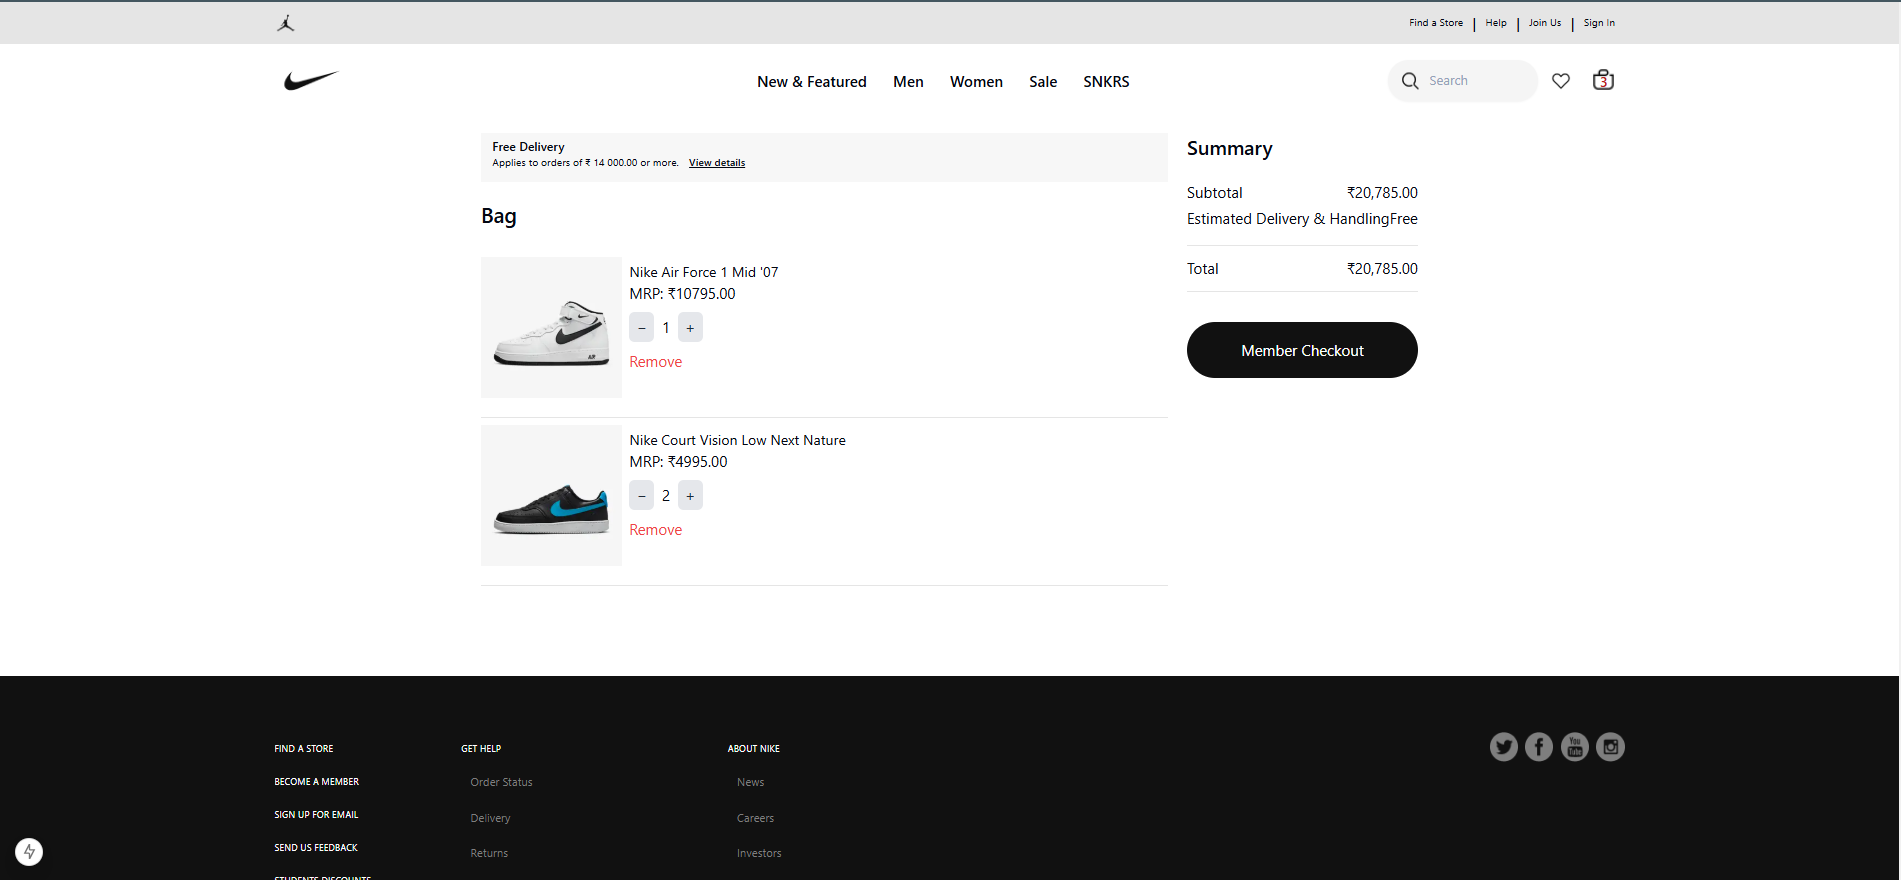 Find a Store | Help | Join Us | Sign In
New & Featured Men Women Sale SNKRS
Search
3
Free Delivery
Applies to orders of ₹ 14 000.00 or more. View details
Bag
Nike Air Force 1 Mid '07
MRP: ₹10795.00
− 1 +
Remove
Nike Court Vision Low Next Nature
MRP: ₹4995.00
− 2 +
Remove
Summary
Subtotal ₹20,785.00
Estimated Delivery & HandlingFree
Total ₹20,785.00
Member Checkout
FIND A STORE
BECOME A MEMBER
SIGN UP FOR EMAIL
SEND US FEEDBACK
STUDENTS DISCOUNTS
GET HELP
Order Status
Delivery
Returns
ABOUT NIKE
News
Careers
Investors
You
Tube